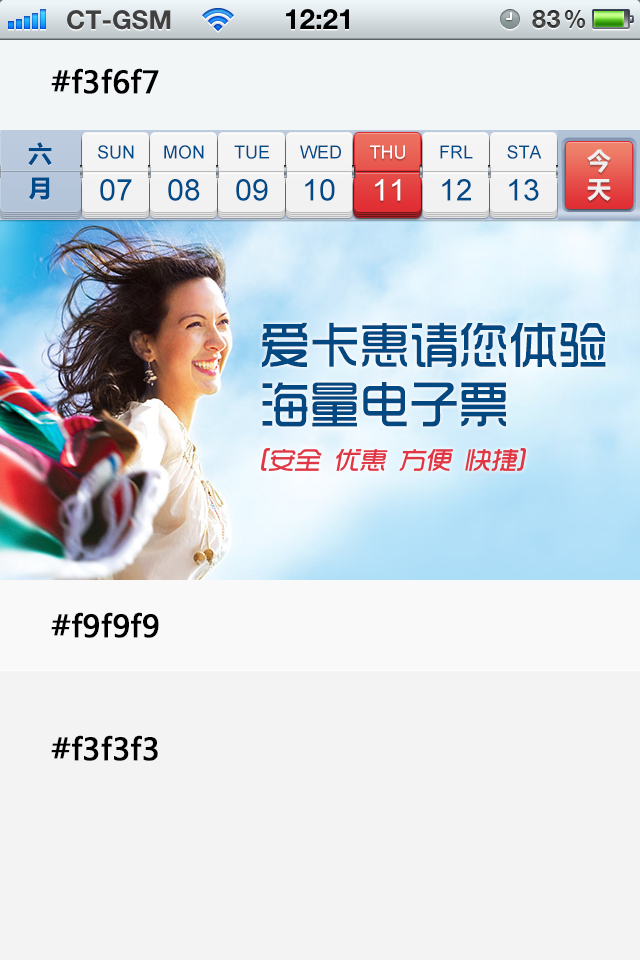 CT-GSM 12:21 83%
#f3f6f7
六月 SUN MON TUE WED THU FRL STA 今天
07 08 09 10 11 12 13
爱卡惠请您体验
海量电子票
(安全 优惠 方便 快捷)
#f9f9f9
#f3f3f3